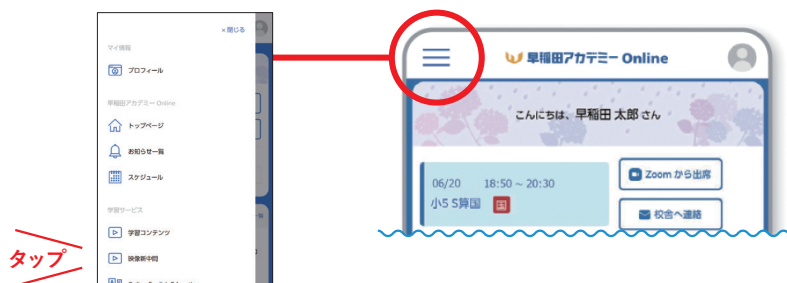 × 閉じる
マイ情報
プロフィール
早稲田アカデミー Online
トップページ
お知らせ一覧
スケジュール
学習サービス
学習コンテンツ
映像新中問
タップ
早稲田アカデミー Online
こんにちは、早稲田 太郎 さん
06/20 18:50 ~ 20:30
小5 S算国 国
Zoom から出席
校舎へ連絡